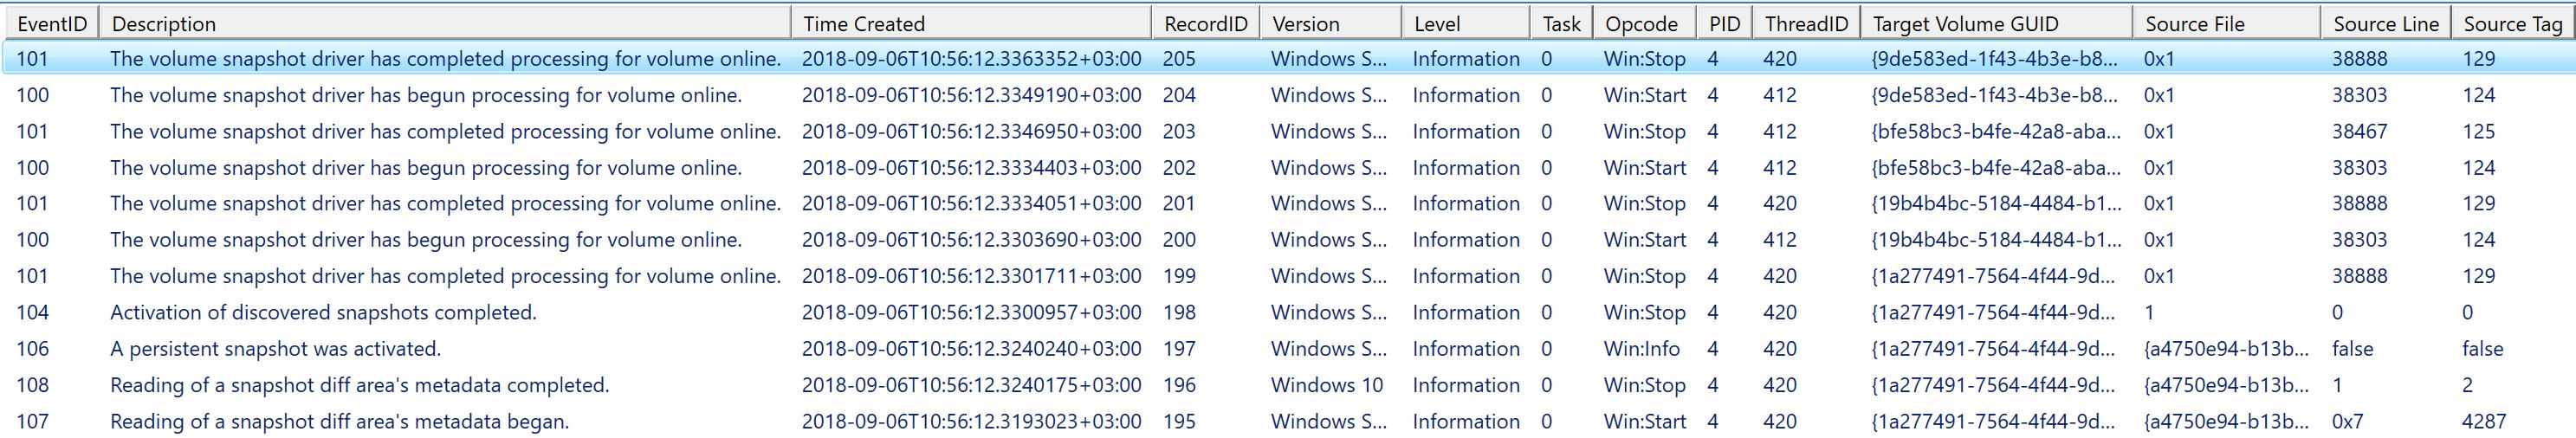 EventID Description Time Created RecordID Version Level Task Opcode PID ThreadID Target Volume GUID Source File Source Line Source Tag
101 The volume snapshot driver has completed processing for volume online. 2018-09-06T10:56:12.3363352+03:00 205 Windows S... Information 0 Win:Stop 4 420 {9de583ed-1f43-4b3e-b8... 0x1 38888 129
100 The volume snapshot driver has begun processing for volume online. 2018-09-06T10:56:12.3349190+03:00 204 Windows S... Information 0 Win:Start 4 412 {9de583ed-1f43-4b3e-b8... 0x1 38303 124
101 The volume snapshot driver has completed processing for volume online. 2018-09-06T10:56:12.3346950+03:00 203 Windows S... Information 0 Win:Stop 4 412 {bfe58bc3-b4fe-42a8-aba... 0x1 38467 125
100 The volume snapshot driver has begun processing for volume online. 2018-09-06T10:56:12.3334403+03:00 202 Windows S... Information 0 Win:Start 4 412 {bfe58bc3-b4fe-42a8-aba... 0x1 38303 124
101 The volume snapshot driver has completed processing for volume online. 2018-09-06T10:56:12.3334051+03:00 201 Windows S... Information 0 Win:Stop 4 420 {19b4b4bc-5184-4484-b1... 0x1 38888 129
100 The volume snapshot driver has begun processing for volume online. 2018-09-06T10:56:12.3303690+03:00 200 Windows S... Information 0 Win:Start 4 412 {19b4b4bc-5184-4484-b1... 0x1 38303 124
101 The volume snapshot driver has completed processing for volume online. 2018-09-06T10:56:12.3301711+03:00 199 Windows S... Information 0 Win:Stop 4 420 {1a277491-7564-4f44-9d... 0x1 38888 129
104 Activation of discovered snapshots completed. 2018-09-06T10:56:12.3300957+03:00 198 Windows S... Information 0 Win:Stop 4 420 {1a277491-7564-4f44-9d... 1 0 0
106 A persistent snapshot was activated. 2018-09-06T10:56:12.3240240+03:00 197 Windows S... Information 0 Win:Info 4 420 {1a277491-7564-4f44-9d... {a4750e94-b13b... false false
108 Reading of a snapshot diff area's metadata completed. 2018-09-06T10:56:12.3240175+03:00 196 Windows 10 Information 0 Win:Stop 4 420 {1a277491-7564-4f44-9d... {a4750e94-b13b... 1 2
107 Reading of a snapshot diff area's metadata began. 2018-09-06T10:56:12.3193023+03:00 195 Windows S... Information 0 Win:Start 4 420 {1a277491-7564-4f44-9d... {a4750e94-b13b... 0x7 4287